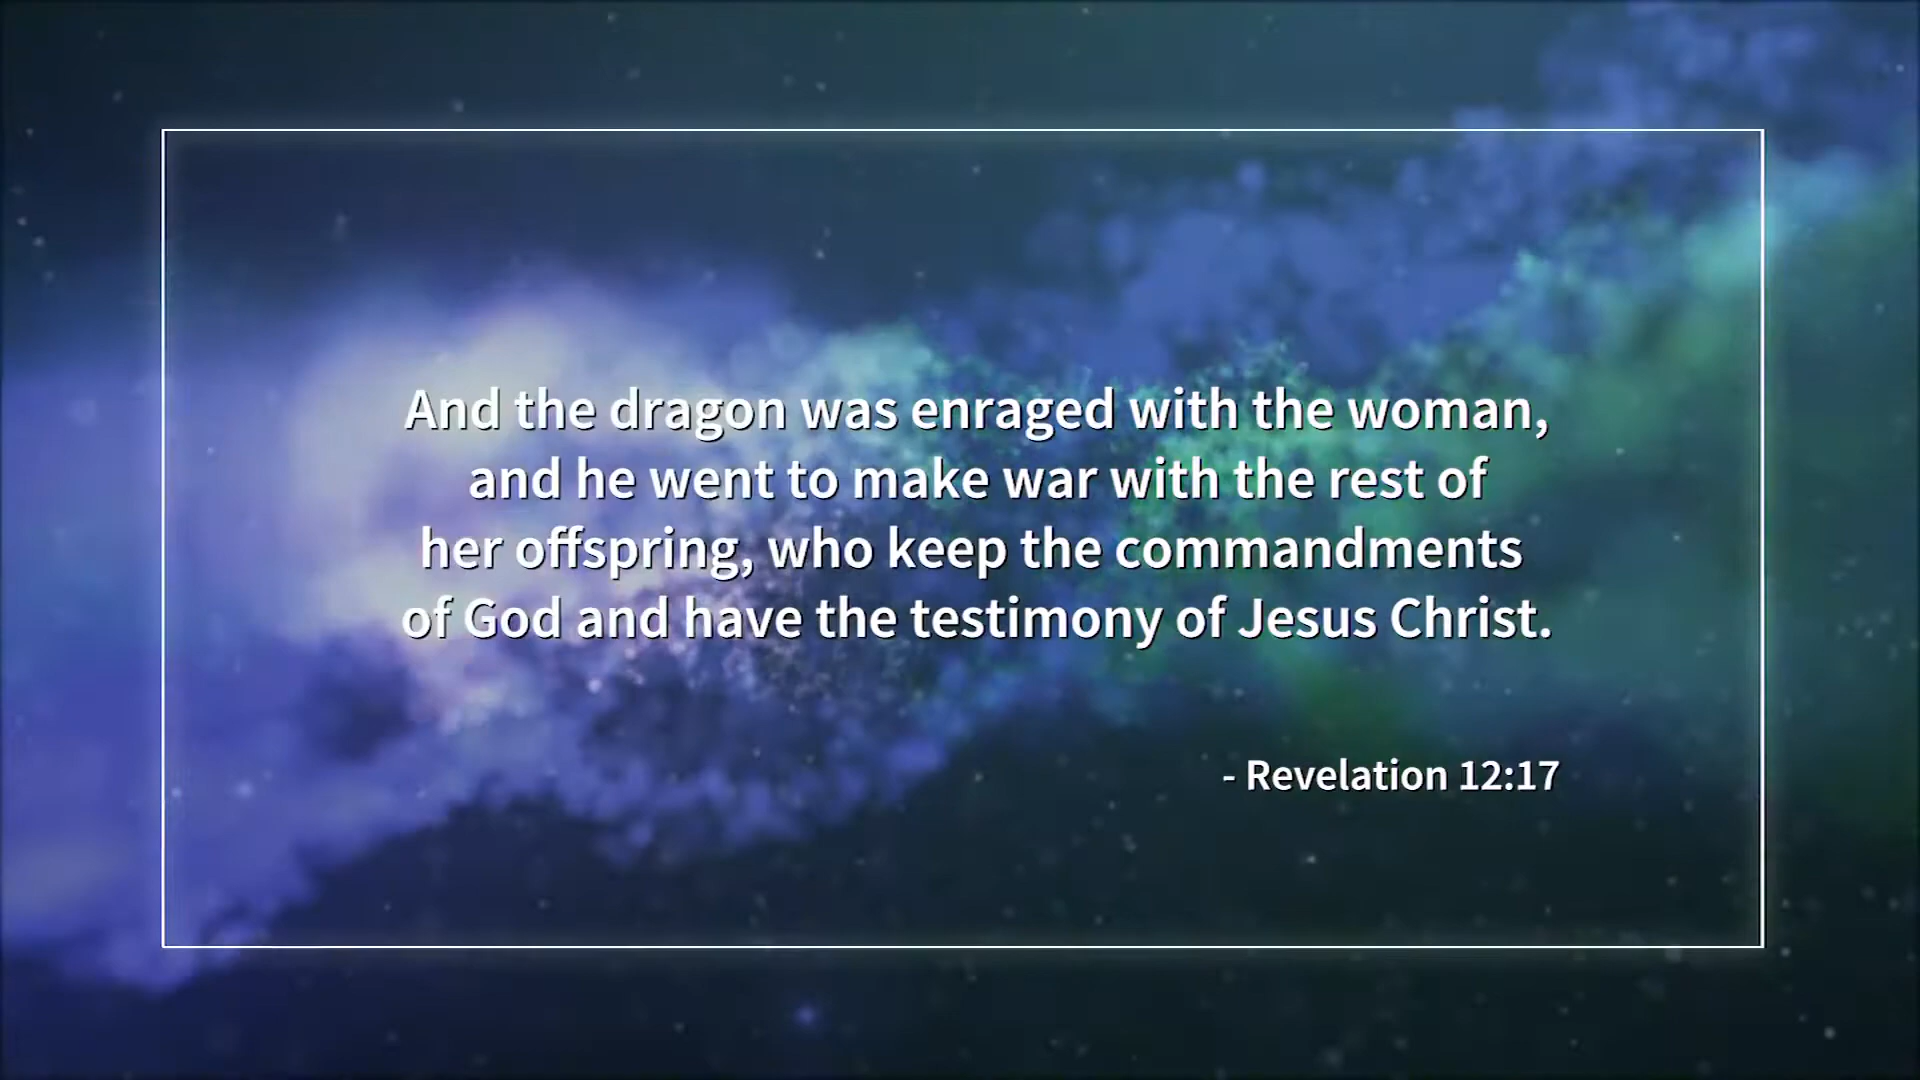 And the dragon was enraged with the woman,
and he went to make war with the rest of
her offspring, who keep the commandments
of God and have the testimony of Jesus Christ.
- Revelation 12:17